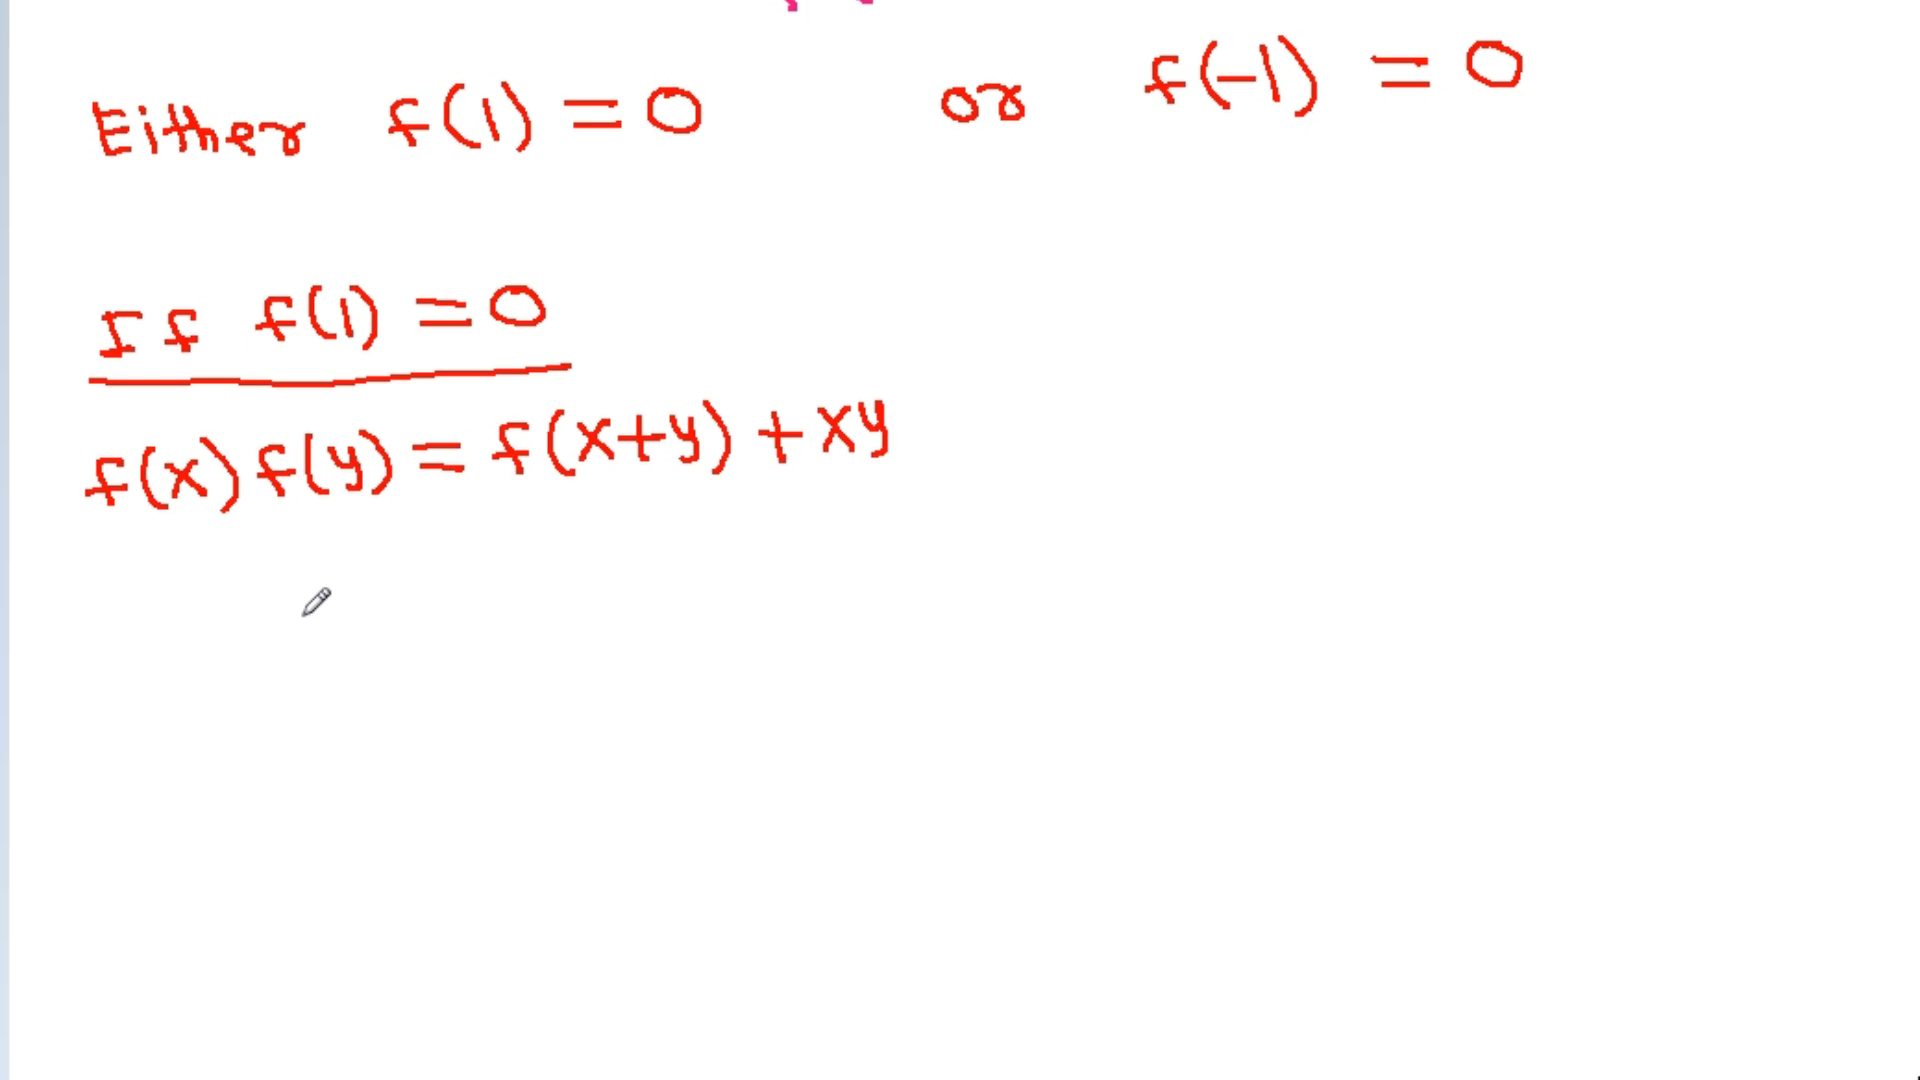 Either f(1) = 0 or f(-1) = 0
If f(1) = 0
f(x) f(y) = f(x+y) + xy